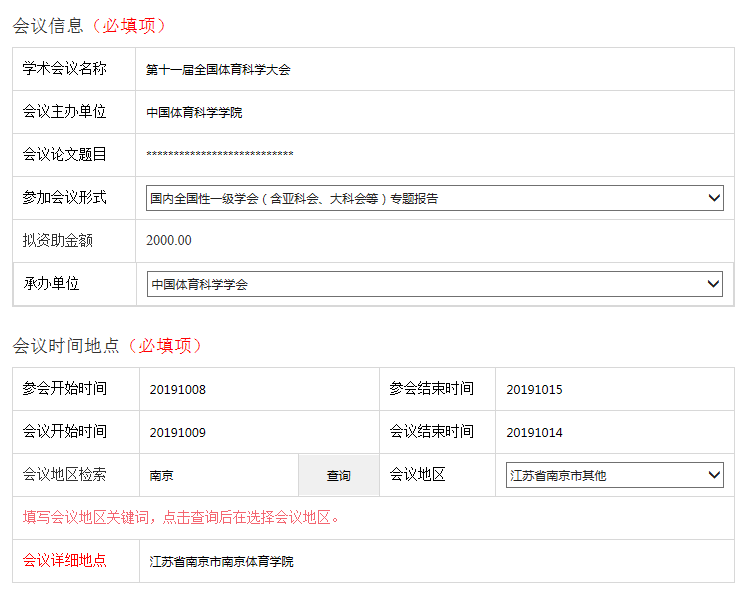 会议信息（必填项）
学术会议名称 第十一届全国体育科学大会
会议主办单位 中国体育科学学院
会议论文题目 ***************************
参加会议形式 国内全国性一级学会（含亚科会、大科会等）专题报告
拟资助金额 2000.00
承办单位 中国体育科学学会
会议时间地点（必填项）
参会开始时间 20191008 参会结束时间 20191015
会议开始时间 20191009 会议结束时间 20191014
会议地区检索 南京 查询 会议地区 江苏省南京市其他
填写会议地区关键词，点击查询后在选择会议地区。
会议详细地点 江苏省南京市南京体育学院